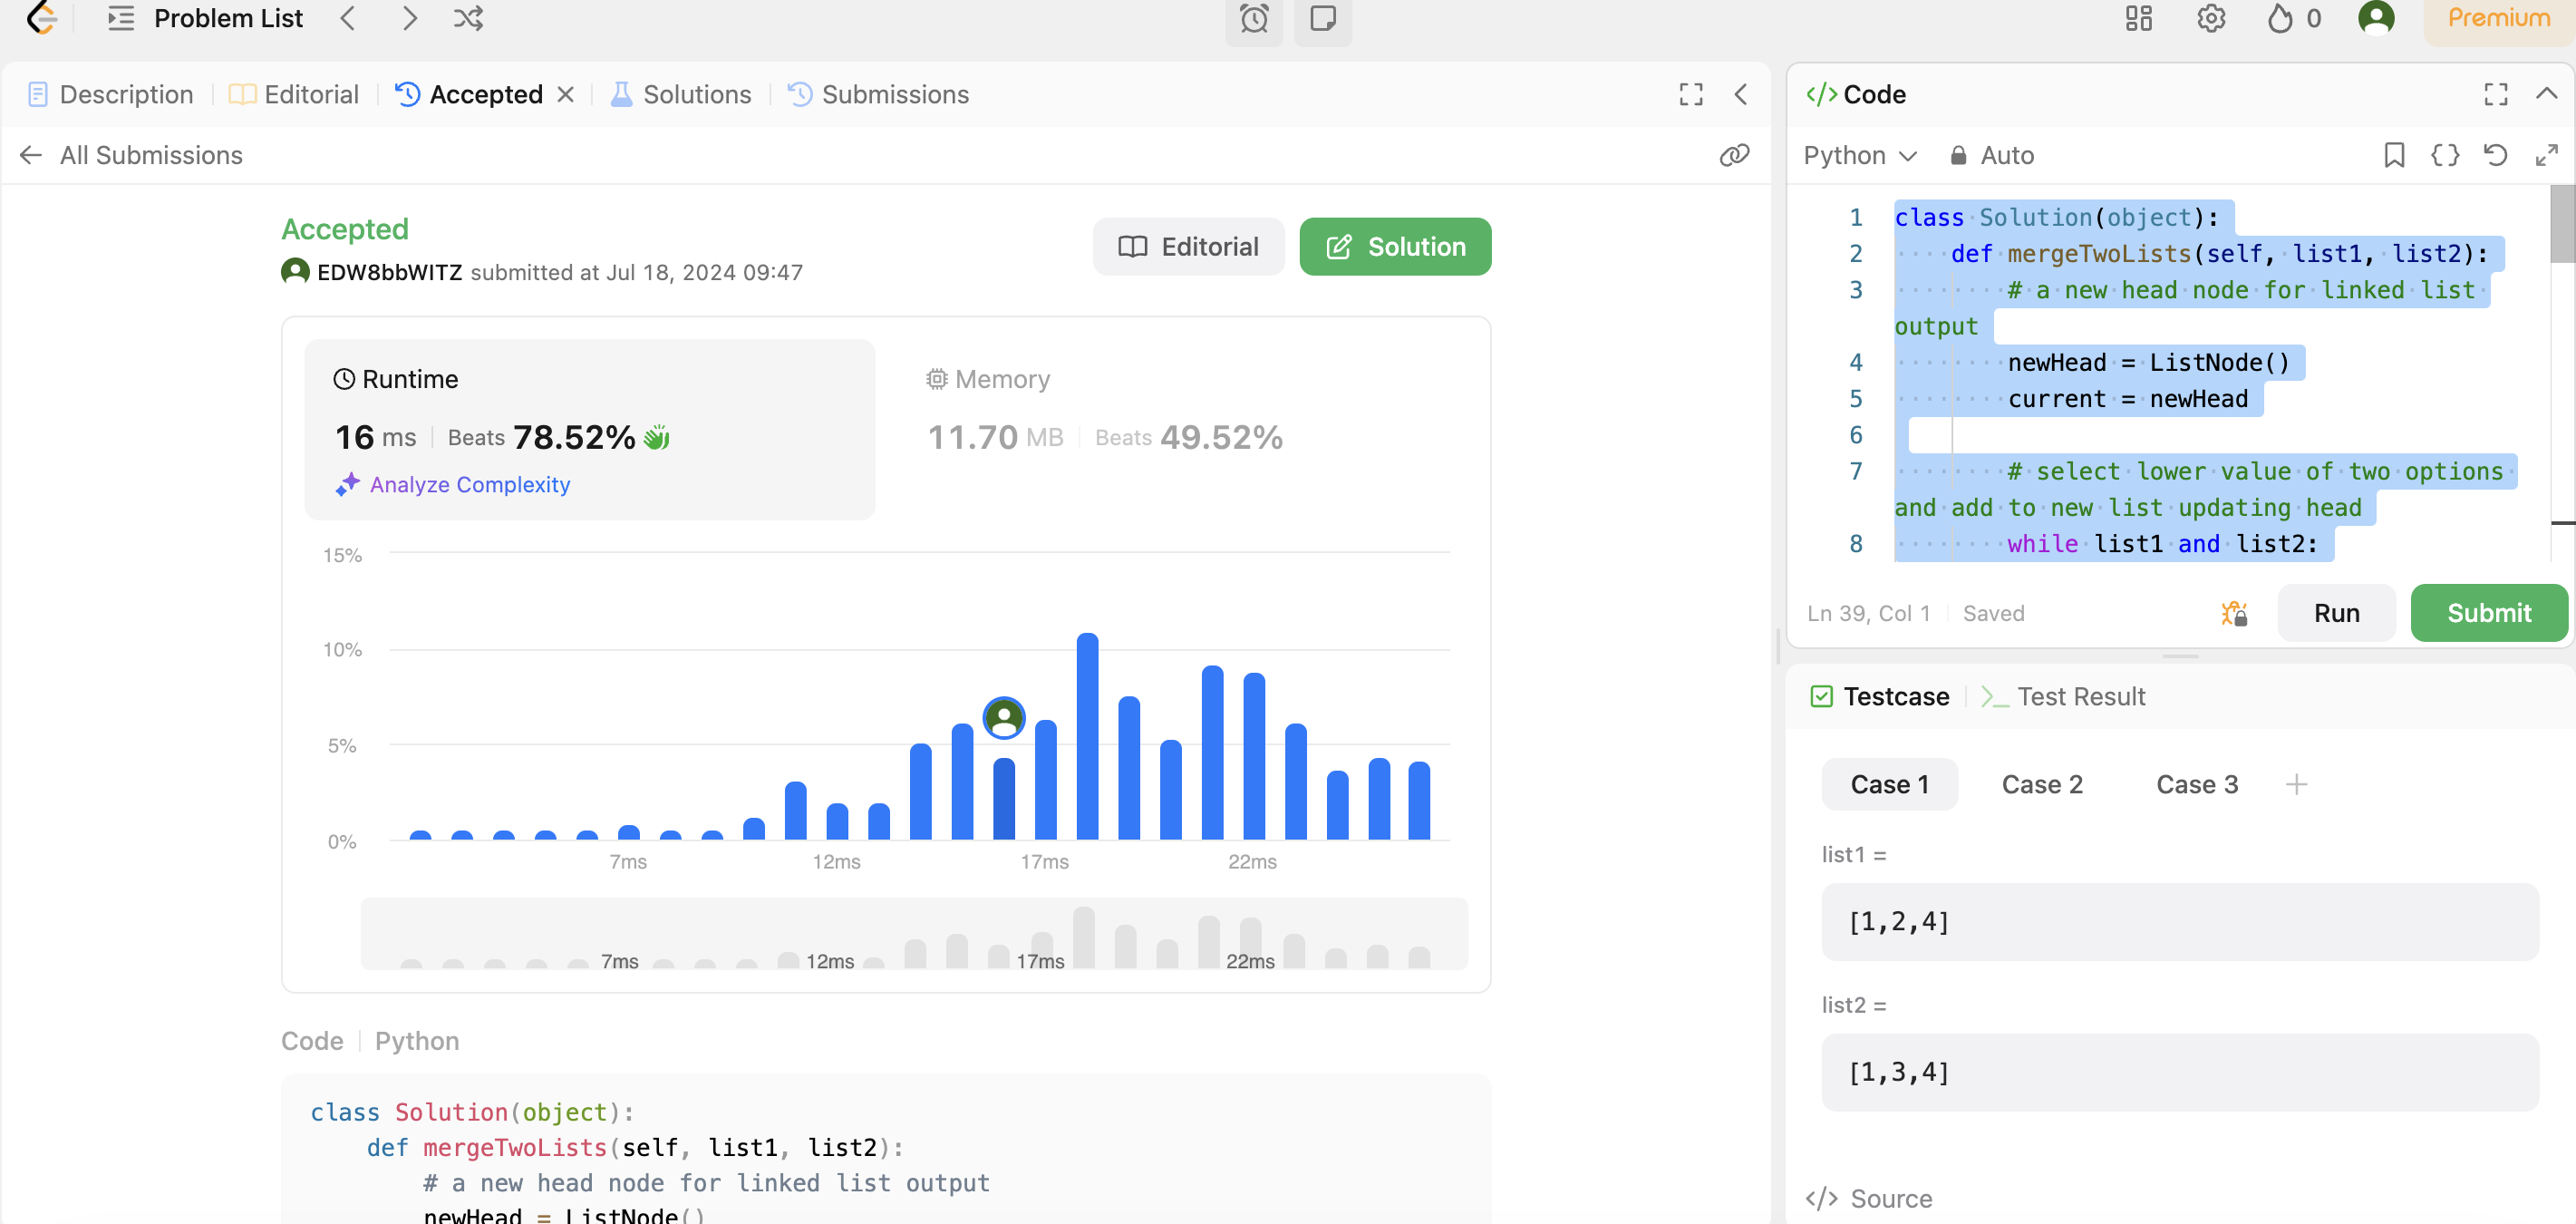 Problem List
0
Premium
Description
Editorial
Accepted
Solutions
Submissions
All Submissions
Accepted
EDW8bbWITZ submitted at Jul 18, 2024 09:47
Editorial
Solution
Runtime
16 ms
Beats 78.52%
Analyze Complexity
Memory
11.70 MB
Beats 49.52%
15%
10%
5%
0%
7ms
12ms
17ms
22ms
7ms
12ms
17ms
22ms
Code
Python
class Solution(object):
def mergeTwoLists(self, list1, list2):
# a new head node for linked list output
newHead = ListNode()
</> Code
Python
Auto
1 class Solution(object):
2 def mergeTwoLists(self, list1, list2):
3 # a new head node for linked list
output
4 newHead = ListNode()
5 current = newHead
6
7 # select lower value of two options
and add to new list updating head
8 while list1 and list2:
Ln 39, Col 1
Saved
Run
Submit
Testcase
Test Result
Case 1
Case 2
Case 3
list1 =
[1,2,4]
list2 =
[1,3,4]
</> Source